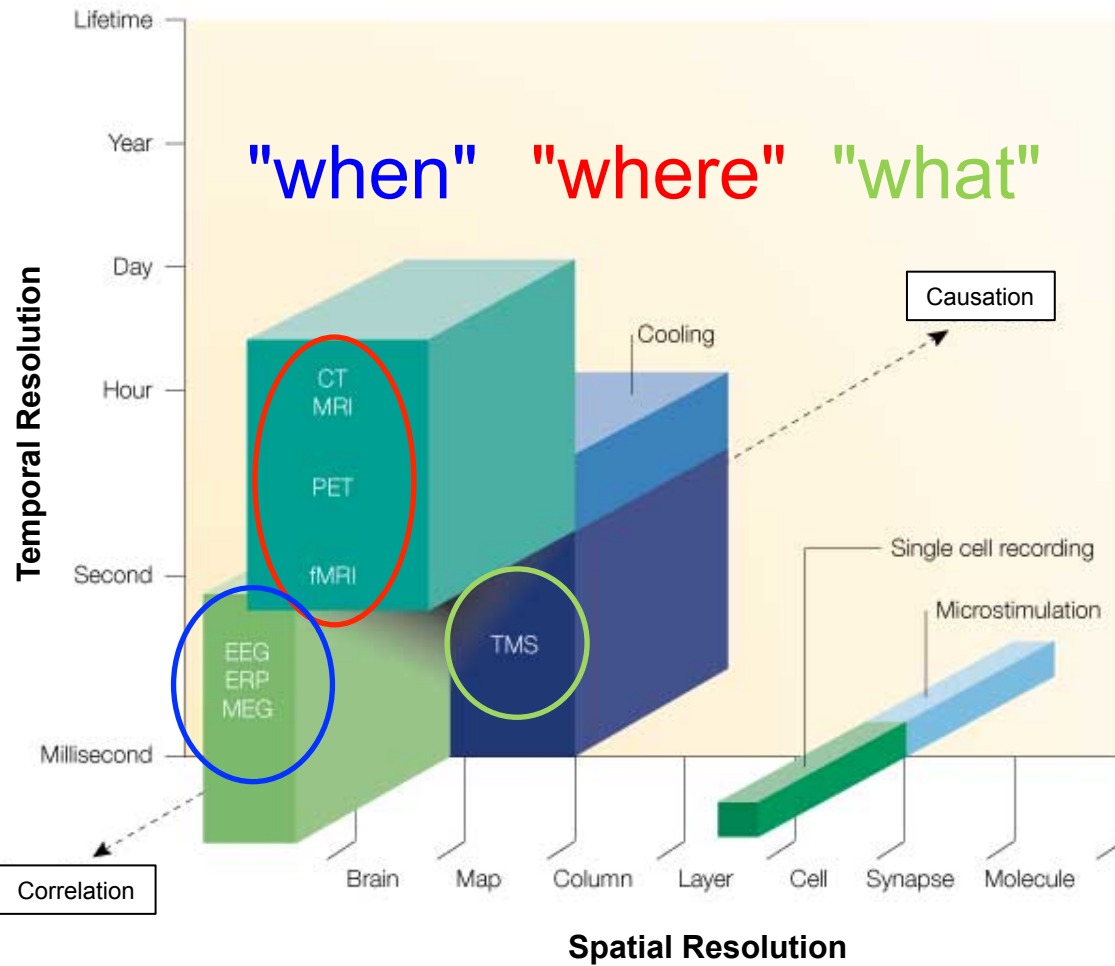 Lifetime
Year
"when" "where" "what"
Day
Causation
Cooling
Hour
CT
MRI
PET
Temporal Resolution
Single cell recording
Second
fMRI
Microstimulation
TMS
EEG
ERP
MEG
Millisecond
Correlation
Brain Map Column Layer Cell Synapse Molecule
Spatial Resolution